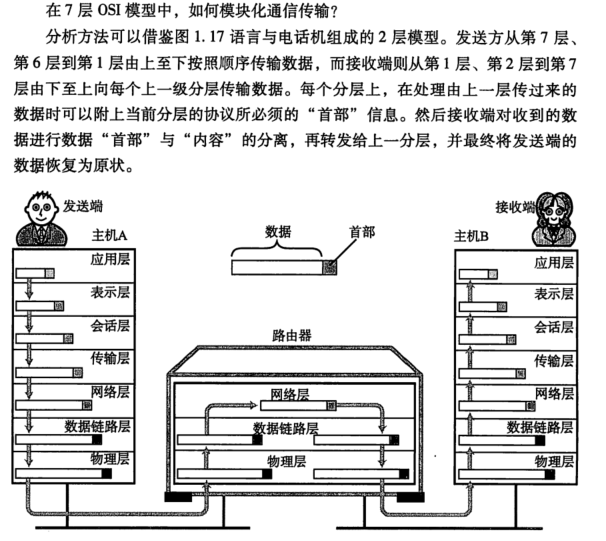 在 7 层 OSI 模型中，如何模块化通信传输？
分析方法可以借鉴图 1.17 语言与电话机组成的 2 层模型。发送方从第 7 层、
第 6 层到第 1 层由上至下按照顺序传输数据，而接收端则从第 1 层、第 2 层到第 7
层由下至上向每个上一级分层传输数据。每个分层上，在处理由上一层传过来的
数据时可以附上当前分层的协议所必须的“首部”信息。然后接收端对收到的数
据进行数据“首部”与“内容”的分离，再转发给上一分层，并最终将发送端的
数据恢复为原状。
发送端
接收端
主机A
数据
首部
主机B
应用层
表示层
会话层
传输层
网络层
数据链路层
物理层
路由器
网络层
数据链路层
物理层
应用层
表示层
会话层
传输层
网络层
数据链路层
物理层